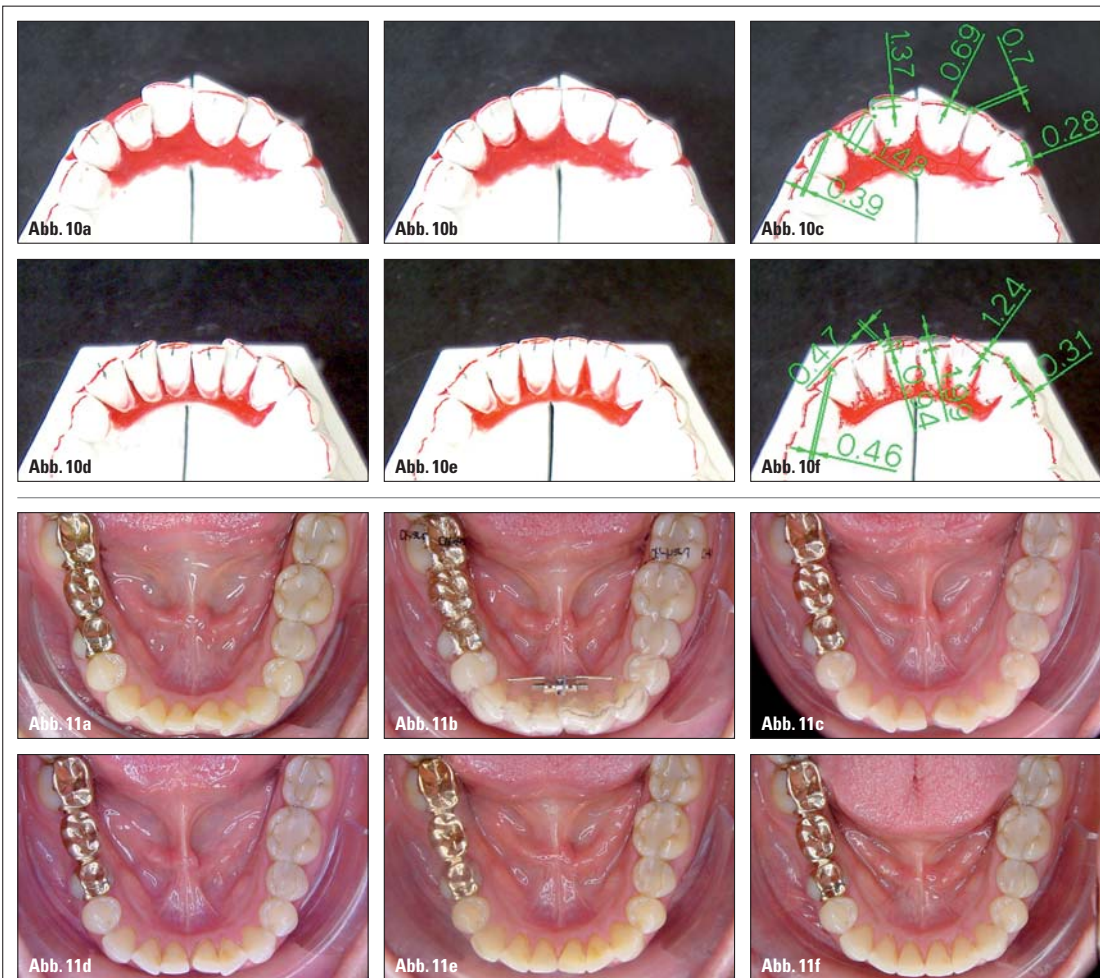 1.37
0.69
0.7
0.28
1.48
0.39
Abb. 10a
Abb. 10b
Abb. 10c
0.47
1.24
0.31
0.46
Abb. 10d
Abb. 10e
Abb. 10f
Abb. 11a
Abb. 11b
Abb. 11c
Abb. 11d
Abb. 11e
Abb. 11f